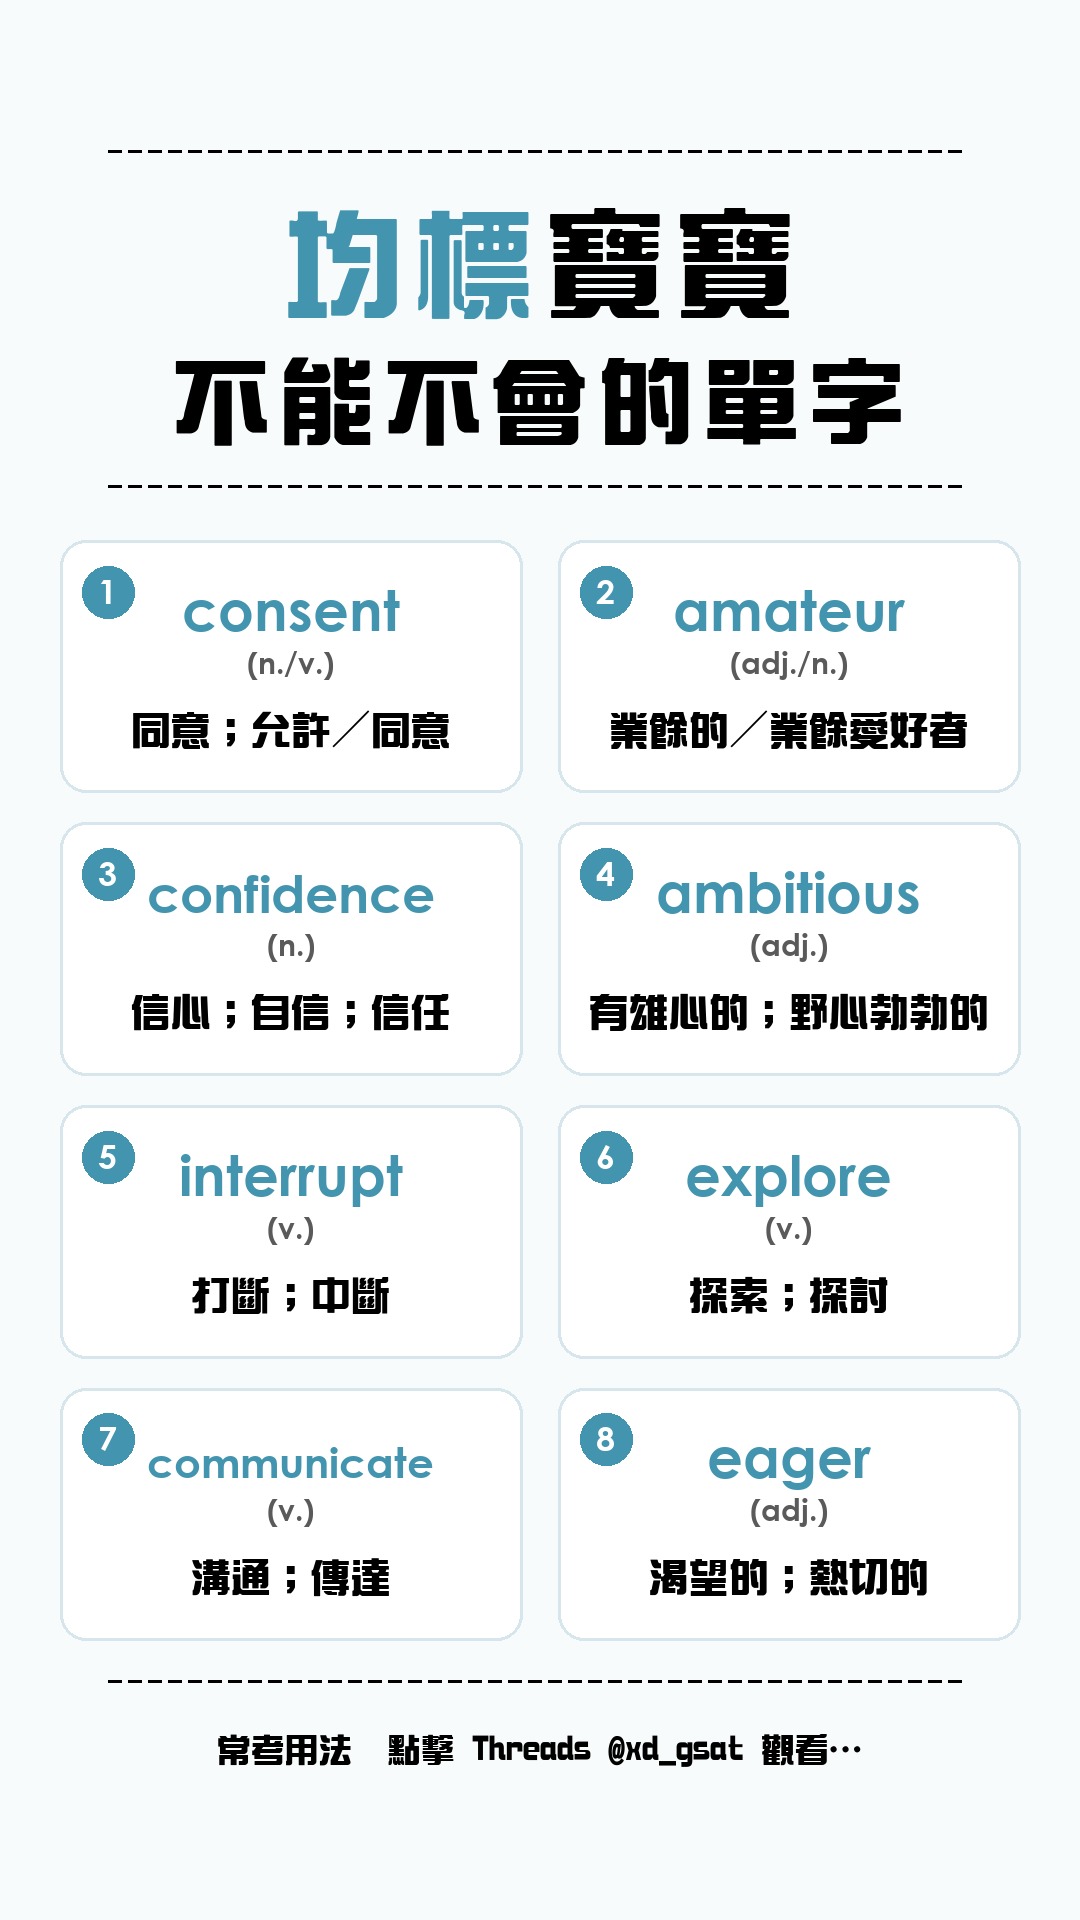 均標寶寶
不能不會的單字
1
consent
(n./v.)
同意；允許／同意
2
amateur
(adj./n.)
業餘的／業餘愛好者
3
confidence
(n.)
信心；自信；信任
4
ambitious
(adj.)
有雄心的；野心勃勃的
5
interrupt
(v.)
打斷；中斷
6
explore
(v.)
探索；探討
7
communicate
(v.)
溝通；傳達
8
eager
(adj.)
渴望的；熱切的
常考用法　點擊 Threads @xd_gsat 觀看…